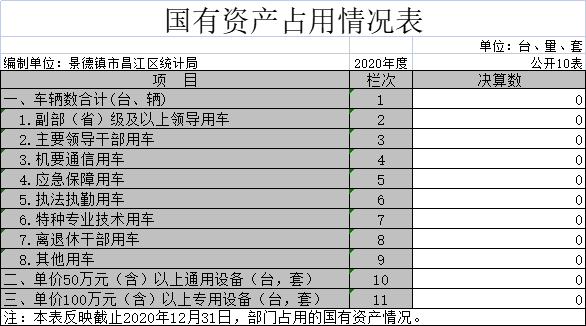 国有资产占用情况表
单位：台、量、套
编制单位：景德镇市昌江区统计局 2020年度 公开10表
项 目 栏次 决算数
一、车辆数合计(台、辆) 1 0
1.副部（省）级及以上领导用车 2 0
2.主要领导干部用车 3 0
3.机要通信用车 4 0
4.应急保障用车 5 0
5.执法执勤用车 6 0
6.特种专业技术用车 7 0
7.离退休干部用车 8 0
8.其他用车 9 0
二、单价50万元（含）以上通用设备（台，套） 10 0
三、单价100万元（含）以上专用设备（台，套） 11 0
注：本表反映截止2020年12月31日，部门占用的国有资产情况。